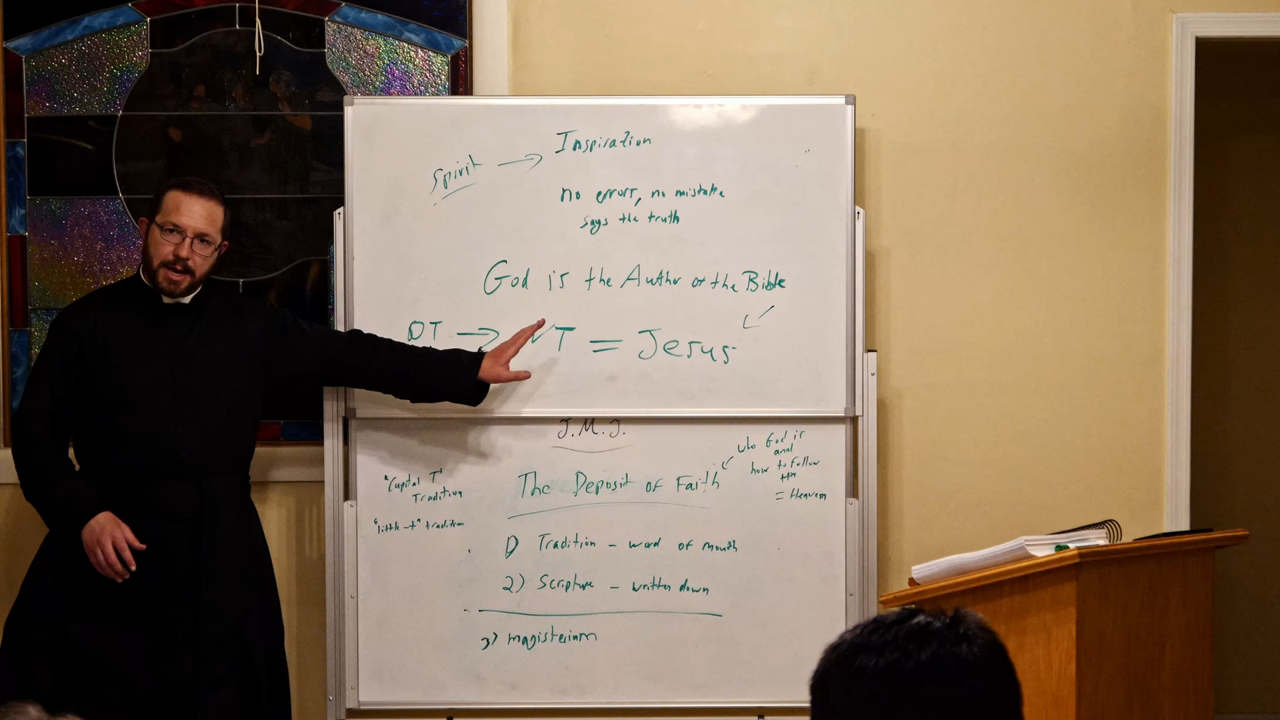 Inspiration
Spirit →
no error, no mistake
says the truth
God is the Author of the Bible
OT → NT = Jesus
J.M.J.
who God is
and
how to follow
Him
= Heaven
"Capital T"
Tradition
The Deposit of Faith
"little-t" tradition
1) Tradition - word of mouth
2) Scripture - written down
3) magisterium